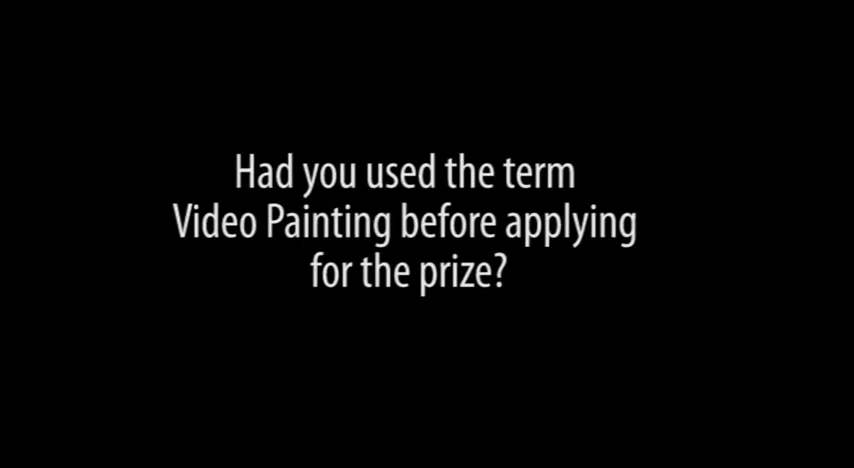 Had you used the term
Video Painting before applying
for the prize?